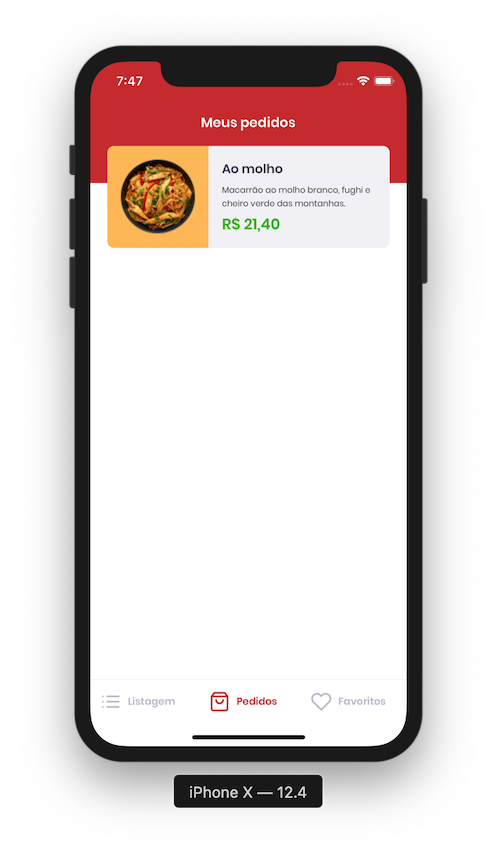 7:47
Meus pedidos
Ao molho
Macarrão ao molho branco, fughi e
cheiro verde das montanhas.
R$ 21,40
Listagem
Pedidos
Favoritos
iPhone X — 12.4